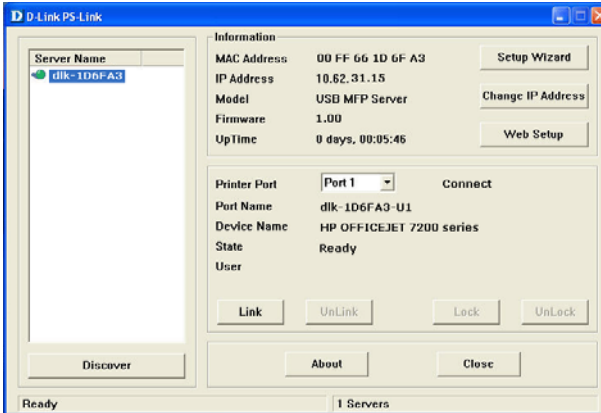 D D-Link PS-Link
Server Name
dlk-1D6FA3
Discover
Information
MAC Address 00 FF 66 1D 6F A3
IP Address 10.62.31.15
Model USB MFP Server
Firmware 1.00
UpTime 0 days, 00:05:46
Setup Wizard
Change IP Address
Web Setup
Printer Port Port 1 Connect
Port Name dlk-1D6FA3-U1
Device Name HP OFFICEJET 7200 series
State Ready
User
Link UnLink Lock UnLock
About Close
Ready 1 Servers